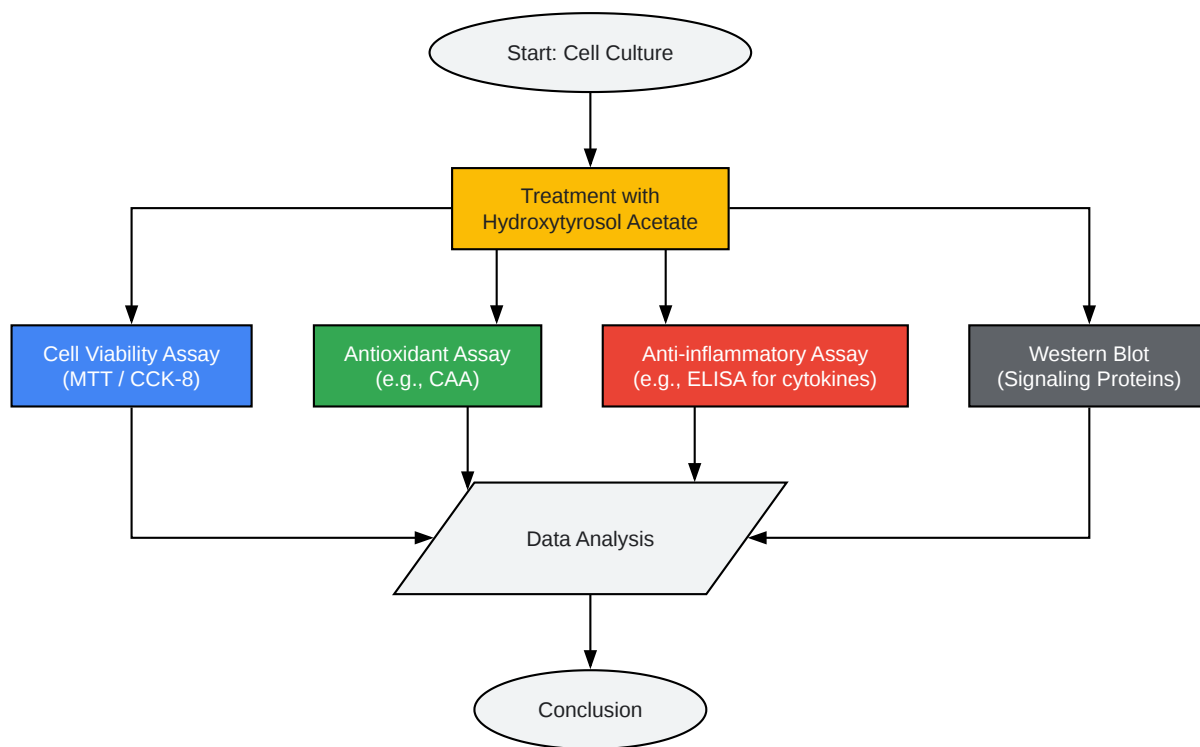 Start: Cell Culture
Treatment with
Hydroxytyrosol Acetate
Cell Viability Assay
(MTT / CCK-8)
Antioxidant Assay
(e.g., CAA)
Anti-inflammatory Assay
(e.g., ELISA for cytokines)
Western Blot
(Signaling Proteins)
Data Analysis
Conclusion